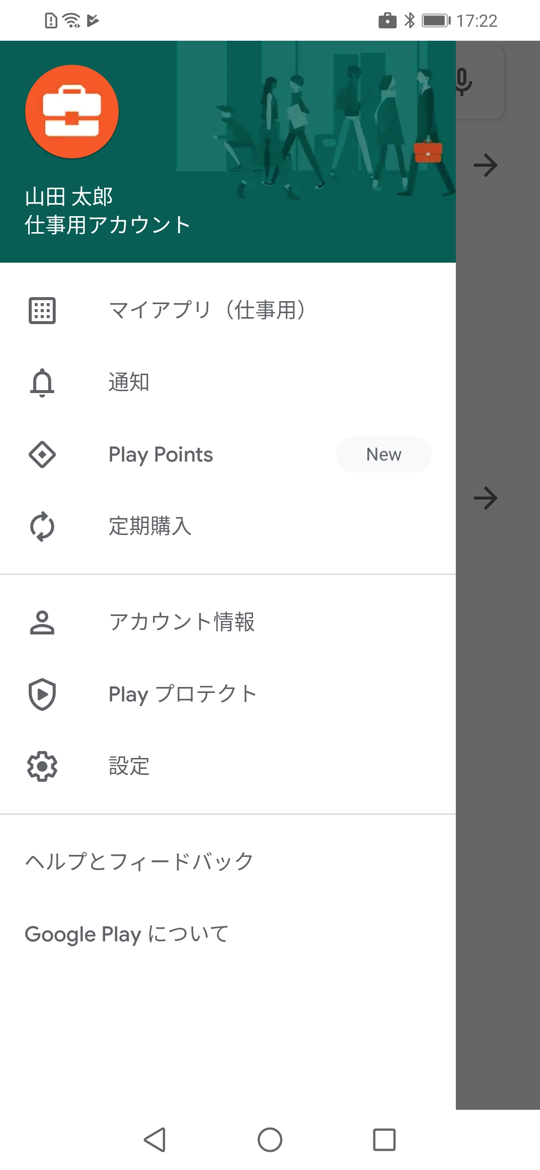 17:22
山田 太郎
仕事用アカウント
マイアプリ（仕事用）
通知
Play Points
New
定期購入
アカウント情報
Play プロテクト
設定
ヘルプとフィードバック
Google Play について